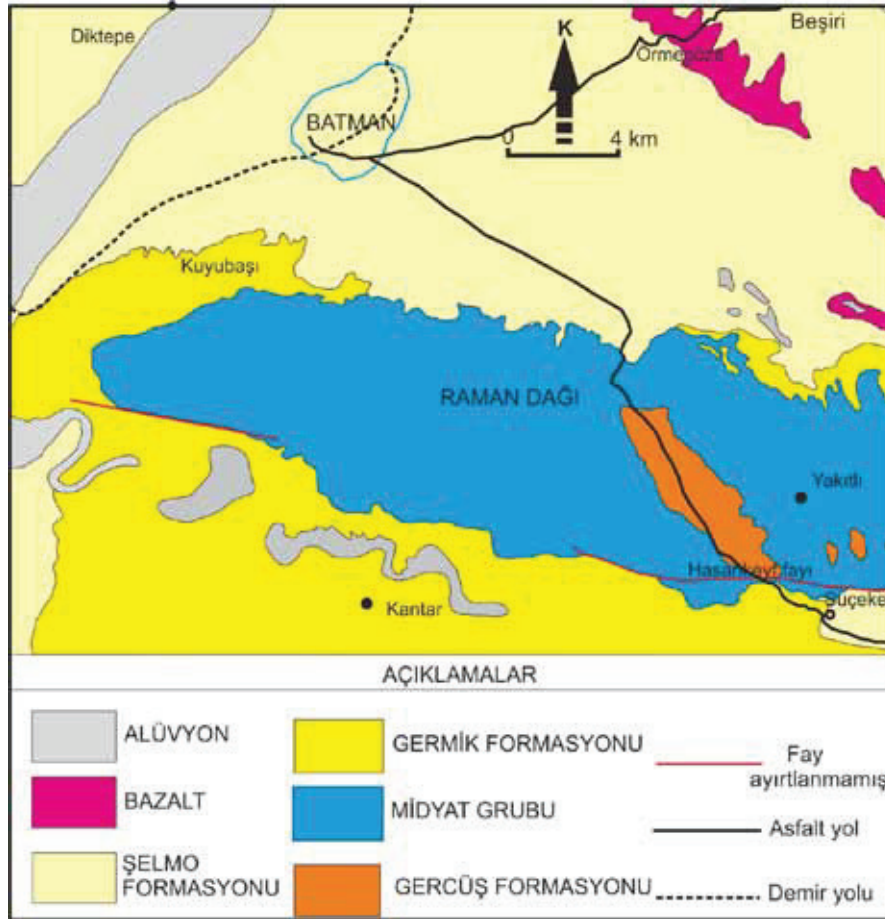 Diktepe
Beşiri
K
Örmegöze
BATMAN
0 4 km
Kuyubaşı
RAMAN DAĞI
Yakıtlı
Hasankeyf fayı
Kantar
Suçeke
AÇIKLAMALAR
ALÜVYON
BAZALT
ŞELMO
FORMASYONU
GERMİK FORMASYONU
MİDYAT GRUBU
GERCÜŞ FORMASYONU
Fay
ayırtlanmamış
Asfalt yol
Demir yolu